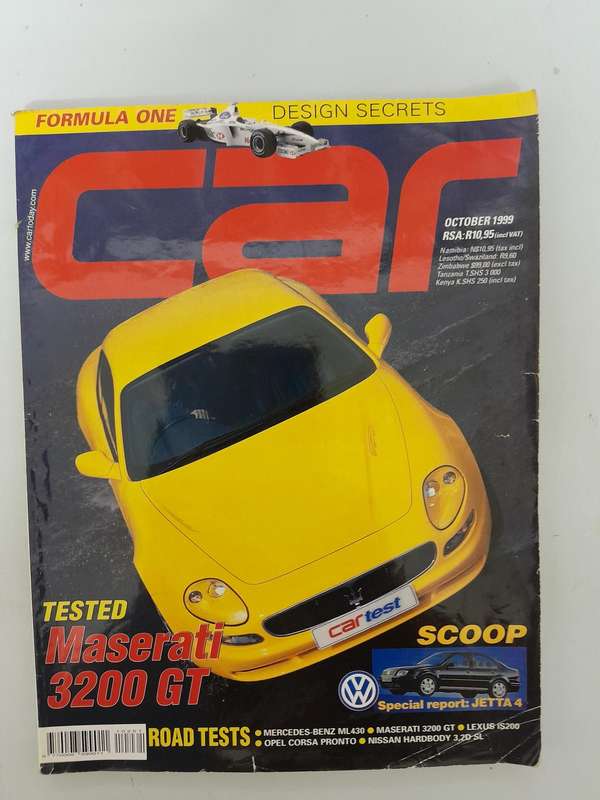 FORMULA ONE DESIGN SECRETS
car
www.cartoday.com
OCTOBER 1999
RSA: R10,95 (incl VAT)
Namibia: N$10,95 (tax incl)
Lesotho/Swaziland: R9,60
Zimbabwe $99,00 (excl tax)
Tanzania T.SHS 3 000
Kenya K.SHS 250 (incl tax)
car test
TESTED
Maserati
3200 GT
SCOOP
Special report: JETTA 4
ROAD TESTS • MERCEDES-BENZ ML430 • MASERATI 3200 GT • LEXUS IS200
• OPEL CORSA PRONTO • NISSAN HARDBODY 3,2D SL